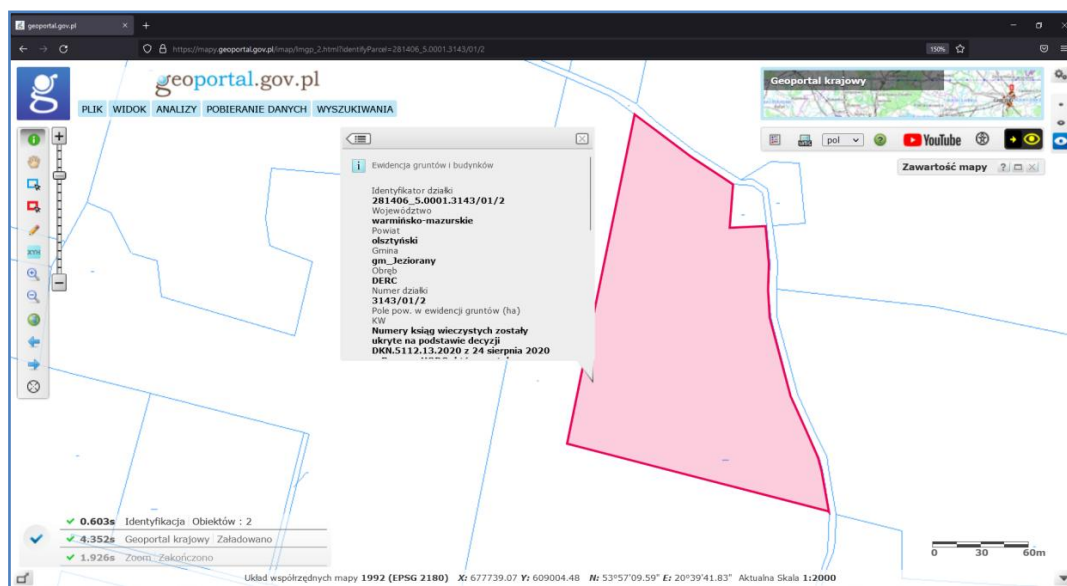 geoportal.gov.pl
https://mapy.geoportal.gov.pl/imap/Imgp_2.html?identifyParcel=281406_5.0001.3143/01/2
150%
geoportal.gov.pl
PLIK WIDOK ANALIZY POBIERANIE DANYCH WYSZUKIWANIA
Geoportal krajowy
pol
YouTube
Zawartość mapy
Ewidencja gruntów i budynków
Identyfikator działki
281406_5.0001.3143/01/2
Województwo
warmińsko-mazurskie
Powiat
olsztyński
Gmina
gm_Jeziorany
Obręb
DERC
Numer działki
3143/01/2
Pole pow. w ewidencji gruntów (ha)
KW
Numery ksiąg wieczystych zostały
ukryte na podstawie decyzji
DKN.5112.13.2020 z 24 sierpnia 2020
XYH
0.603s Identyfikacja Obiektów : 2
4.352s Geoportal krajowy Załadowano
1.926s Zoom Zakończono
0 30 60m
Układ współrzędnych mapy 1992 (EPSG 2180) X: 677739.07 Y: 609004.48 N: 53°57'09.59" E: 20°39'41.83" Aktualna Skala 1:2000